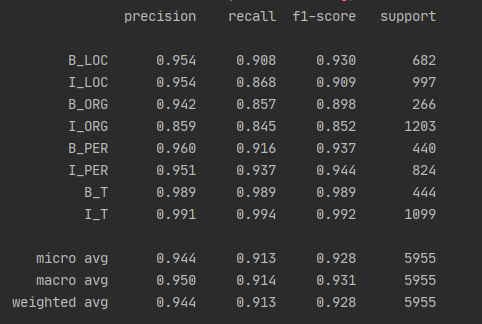 precision recall f1-score support
B_LOC 0.954 0.908 0.930 682
I_LOC 0.954 0.868 0.909 997
B_ORG 0.942 0.857 0.898 266
I_ORG 0.859 0.845 0.852 1203
B_PER 0.960 0.916 0.937 440
I_PER 0.951 0.937 0.944 824
B_T 0.989 0.989 0.989 444
I_T 0.991 0.994 0.992 1099
micro avg 0.944 0.913 0.928 5955
macro avg 0.950 0.914 0.931 5955
weighted avg 0.944 0.913 0.928 5955